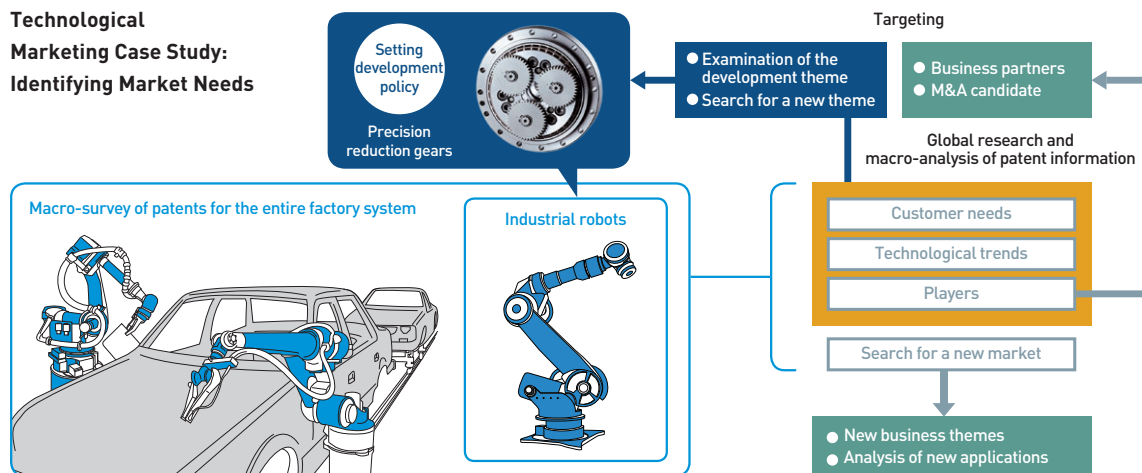 Technological
Marketing Case Study:
Identifying Market Needs
Setting
development
policy
Precision
reduction gears
Targeting
● Examination of the
development theme
● Search for a new theme
● Business partners
● M&A candidate
Global research and
macro-analysis of patent information
Macro-survey of patents for the entire factory system
Industrial robots
Customer needs
Technological trends
Players
Search for a new market
● New business themes
● Analysis of new applications